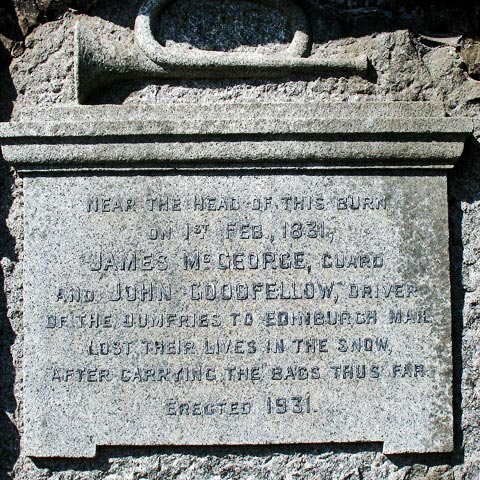 NEAR THE HEAD OF THIS BURN
ON 1ST FEB., 1831,
JAMES McGEORGE, GUARD
AND JOHN GOODFELLOW, DRIVER
OF THE DUMFRIES TO EDINBURGH MAIL
LOST THEIR LIVES IN THE SNOW,
AFTER CARRYING THE BAGS THUS FAR.
ERECTED 1931.